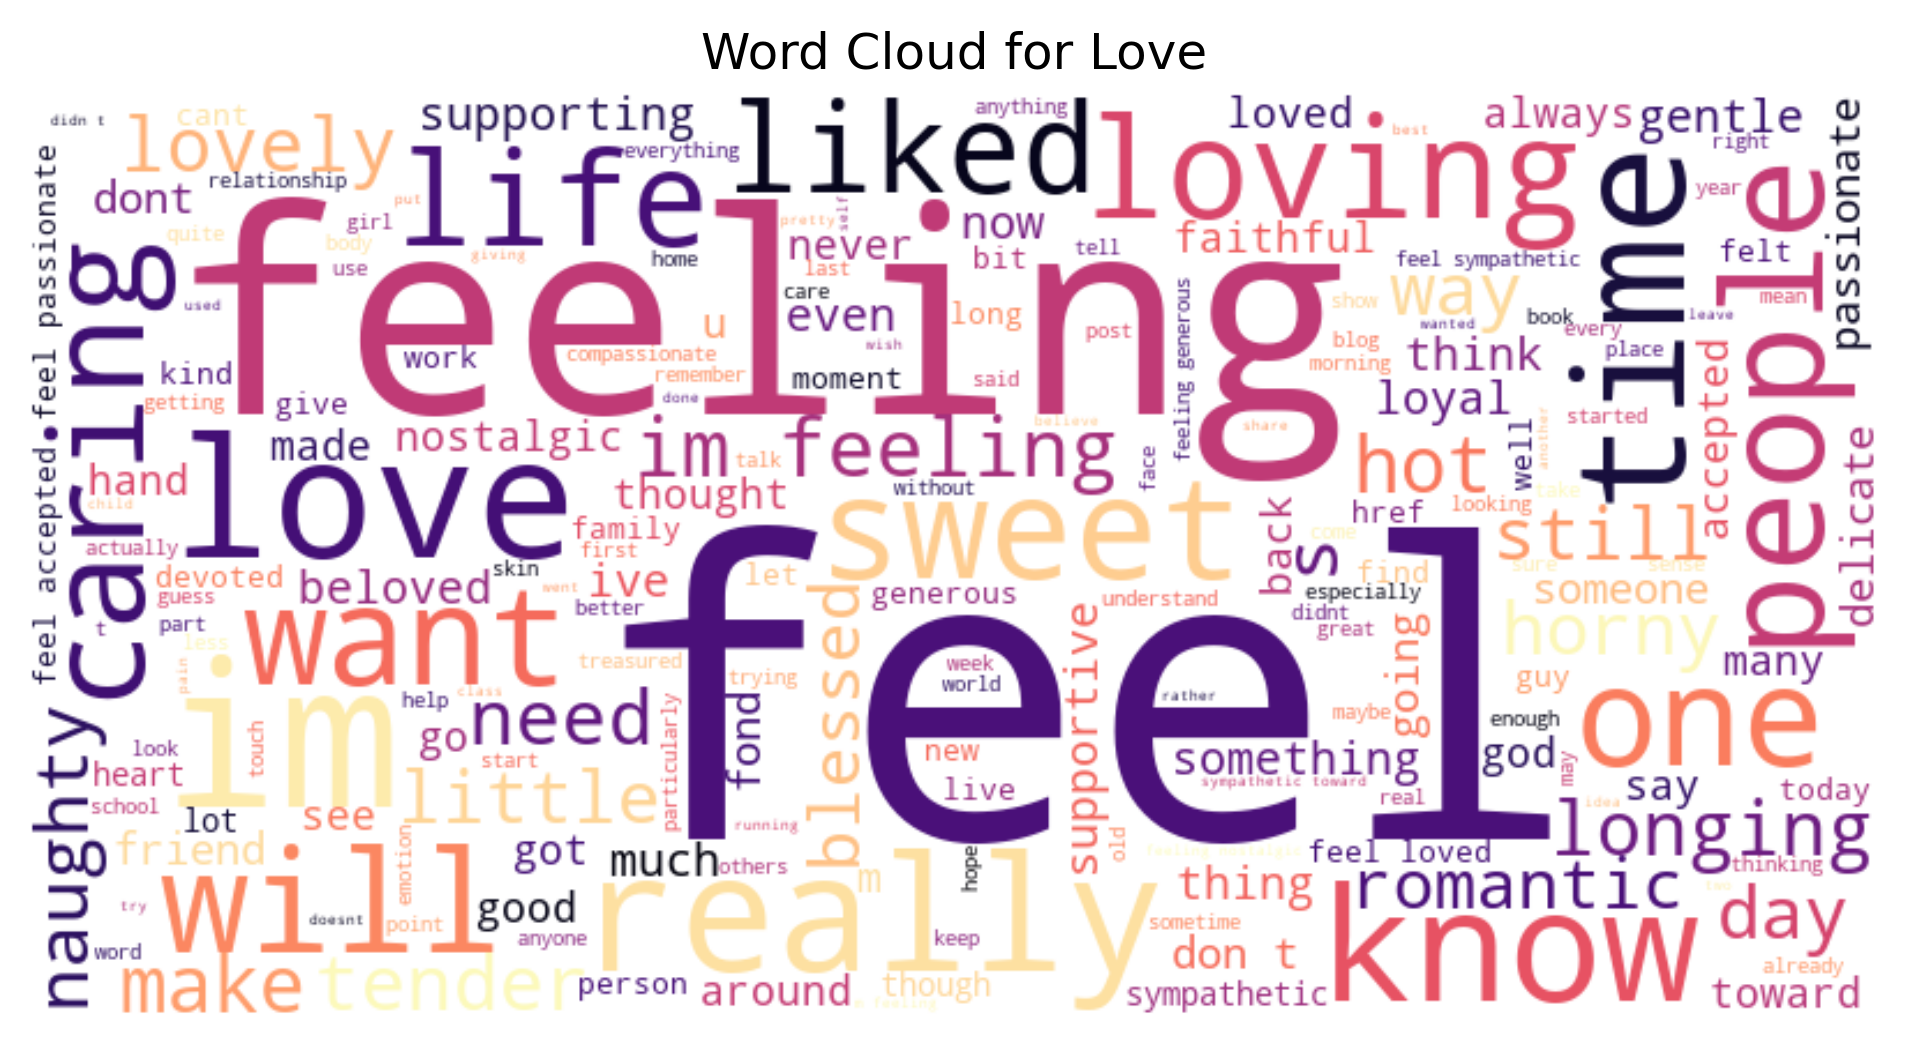 Word Cloud for Love
didn t
cant
lovely
supporting
liked
anything
loving
loved
best
always
gentle
right
passionate
relationship
life
everything
dont
put
girl
quite
body
giving
feeling
pretty
self
never
now
bit
tell
faithful
feel sympathetic
time
year
people
felt
mean
feel passionate
caring
use
used
home
last
care
even
u
long
wish
post
feeling generous
show
way
wanted
book
every
leave
place
work
compassionate
remember
moment
said
blog
morning
think
kind
getting
give
done
loyal
accepted
started
feel accepted
love
made
nostalgic
im feeling
believe
share
talk
face
hot
well
another
delicate
hand
child
thought
without
sweet
back
href
looking
take
still
actually
family
first
s
come
sure
sense
devoted
skin
ive
let
find
guess
beloved
went
better
generous
understand
especially
someone
t
part
want
feel
blessed
supportive
didnt
great
going
horny
less
pain
treasured
trying
week
world
rather
maybe
guy
many
naughty
im
help
class
need
fond
particularly
one
enough
look
touch
go
start
new
something
god
may
heart
school
little
live
sympathetic toward
real
say
today
lot
see
running
old
idea
longing
friend
emotion
got
much
others
m
hope
feeling nostalgic
feel loved
thinking
will
really
thing
romantic
two
know
day
try
doesnt
point
good
anyone
keep
sometime
word
don t
already
make
tender
person
around
though
m feeling
sympathetic
toward